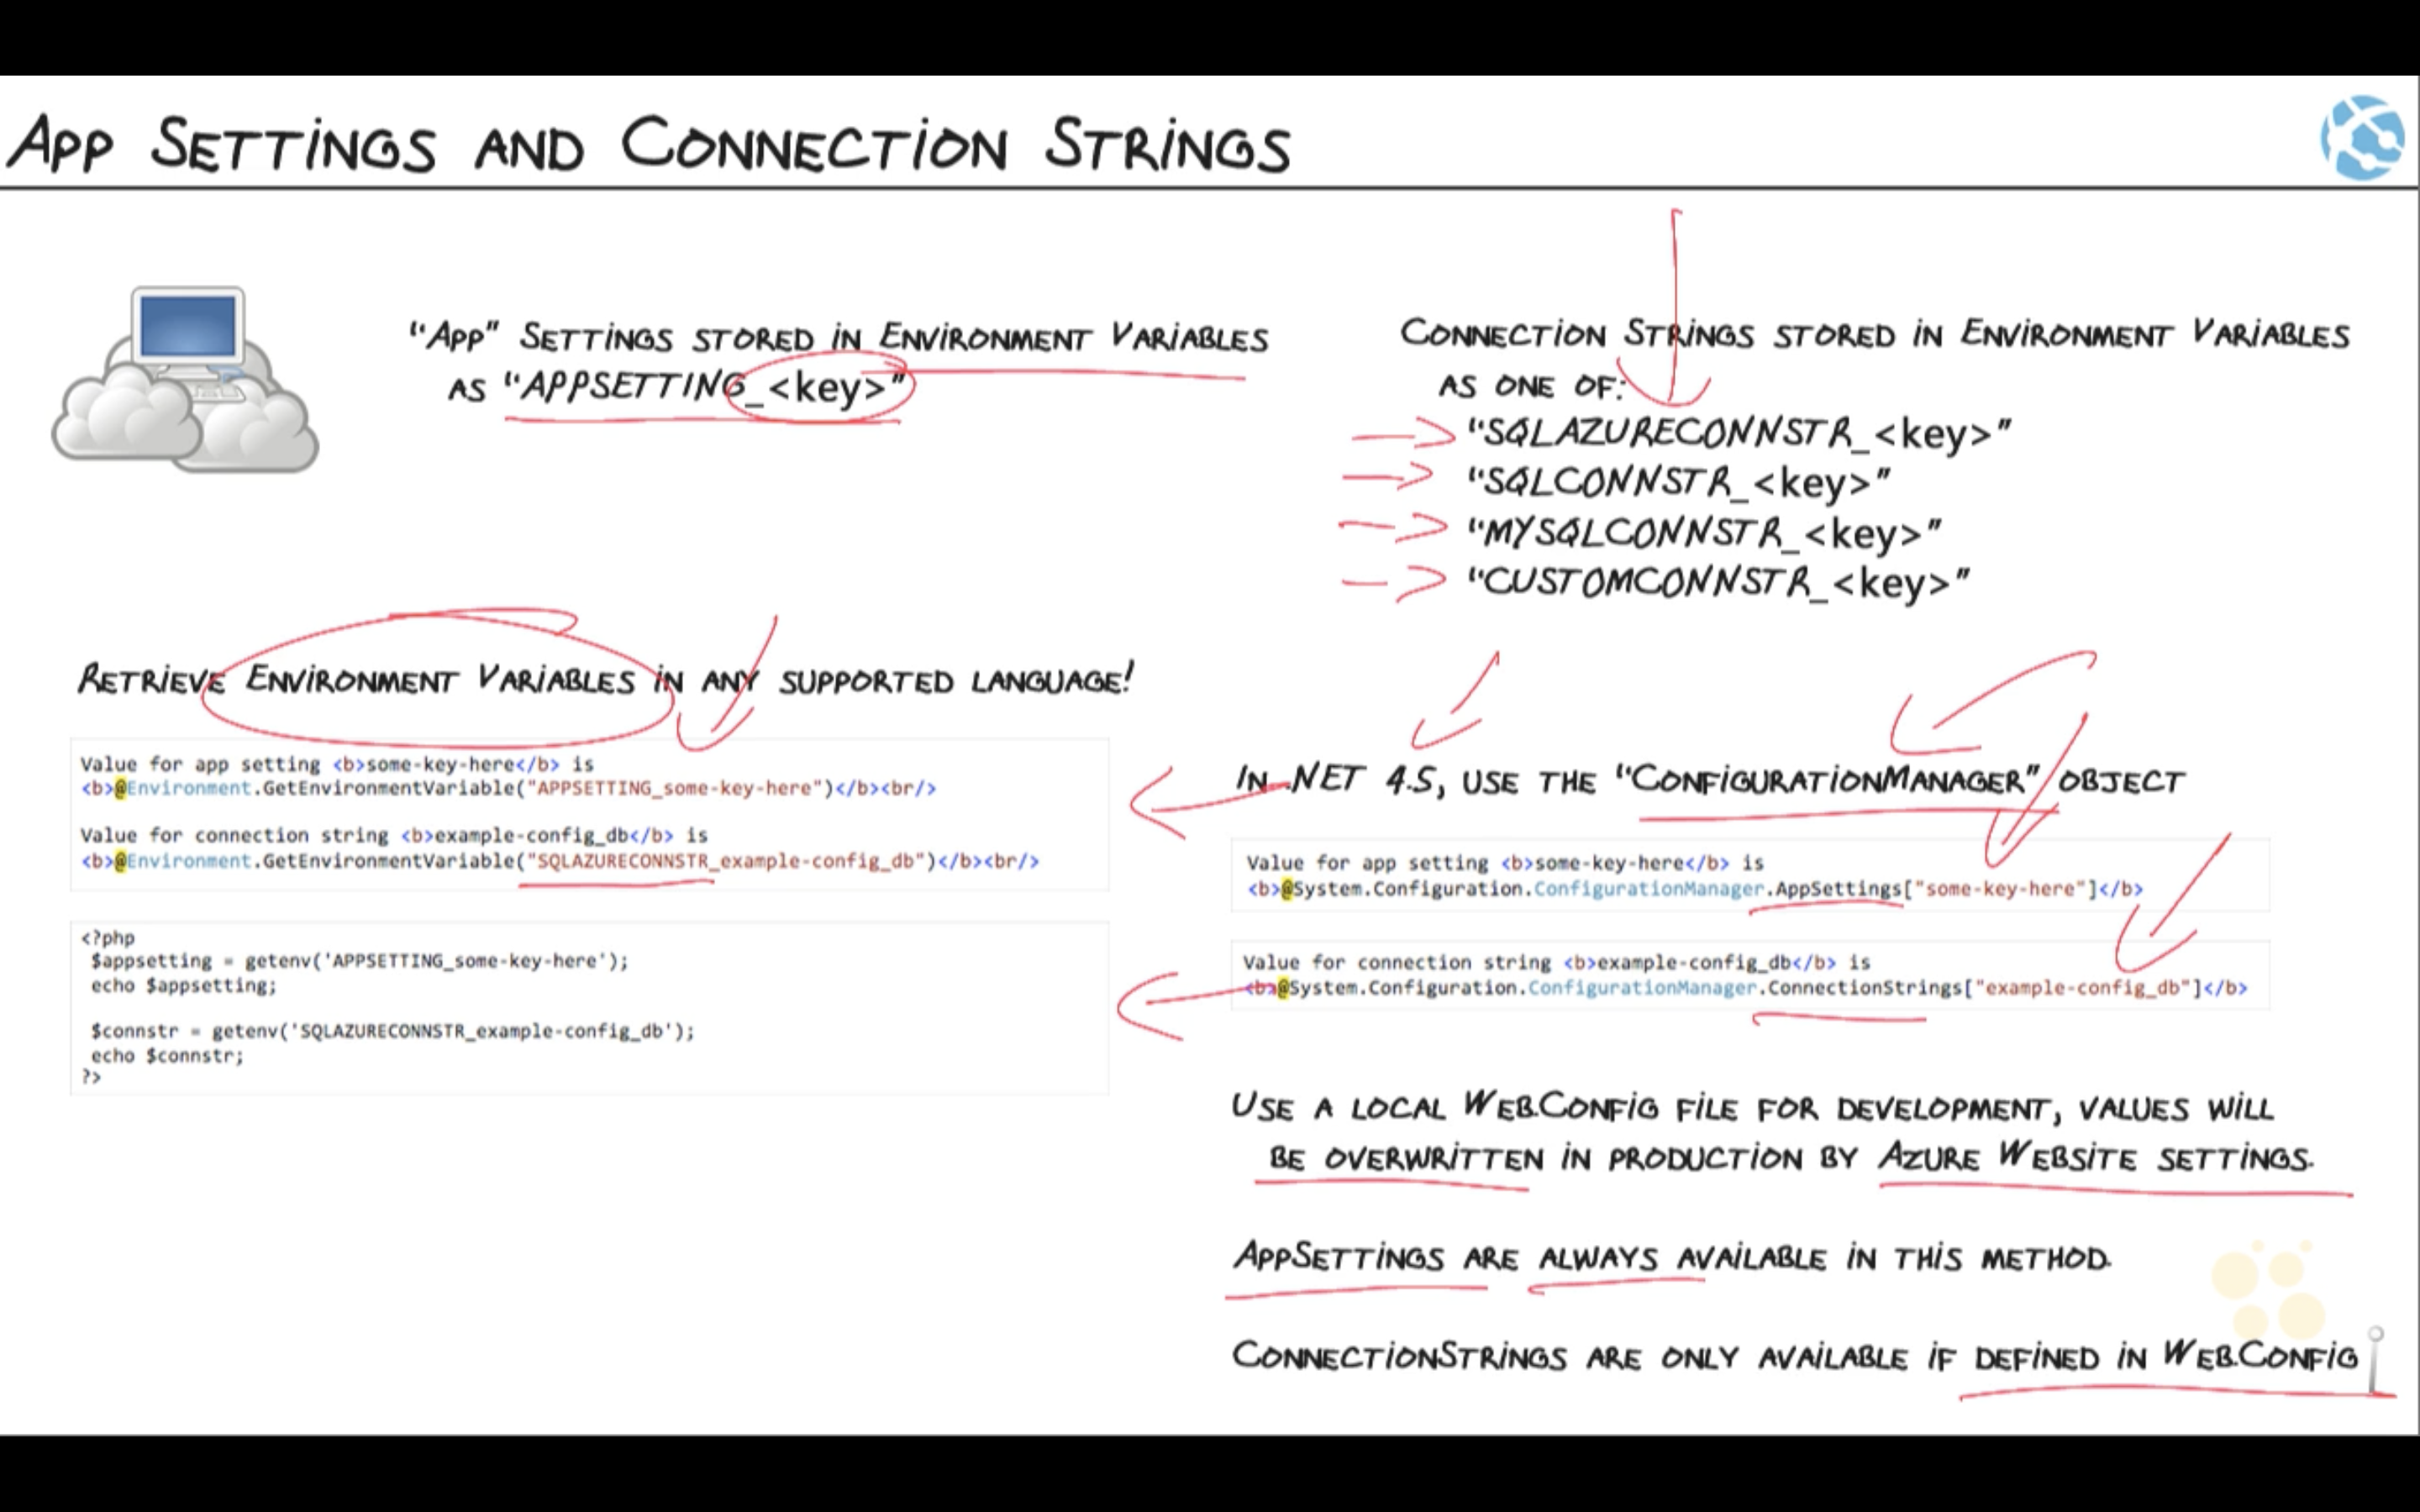 App Settings and Connection Strings
"App" Settings stored in Environment Variables
as "APPSETTING_<key>"
Connection Strings stored in Environment Variables
as one of:
"SQLAZURECONNSTR_<key>"
"SQLCONNSTR_<key>"
"MYSQLCONNSTR_<key>"
"CUSTOMCONNSTR_<key>"
Retrieve Environment Variables in any supported language!
Value for app setting <b>some-key-here</b> is
<b>@Environment.GetEnvironmentVariable("APPSETTING_some-key-here")</b><br/>
Value for connection string <b>example-config_db</b> is
<b>@Environment.GetEnvironmentVariable("SQLAZURECONNSTR_example-config_db")</b><br/>
<?php
$appsetting = getenv('APPSETTING_some-key-here');
echo $appsetting;
$connstr = getenv('SQLAZURECONNSTR_example-config_db');
echo $connstr;
?>
In .NET 4.5, use the "ConfigurationManager" object
Value for app setting <b>some-key-here</b> is
<b>@System.Configuration.ConfigurationManager.AppSettings["some-key-here"]</b>
Value for connection string <b>example-config_db</b> is
<b>@System.Configuration.ConfigurationManager.ConnectionStrings["example-config_db"]</b>
Use a local Web.Config file for development, values will
be overwritten in production by Azure Website settings.
AppSettings are always available in this method.
ConnectionStrings are only available if defined in Web.Config